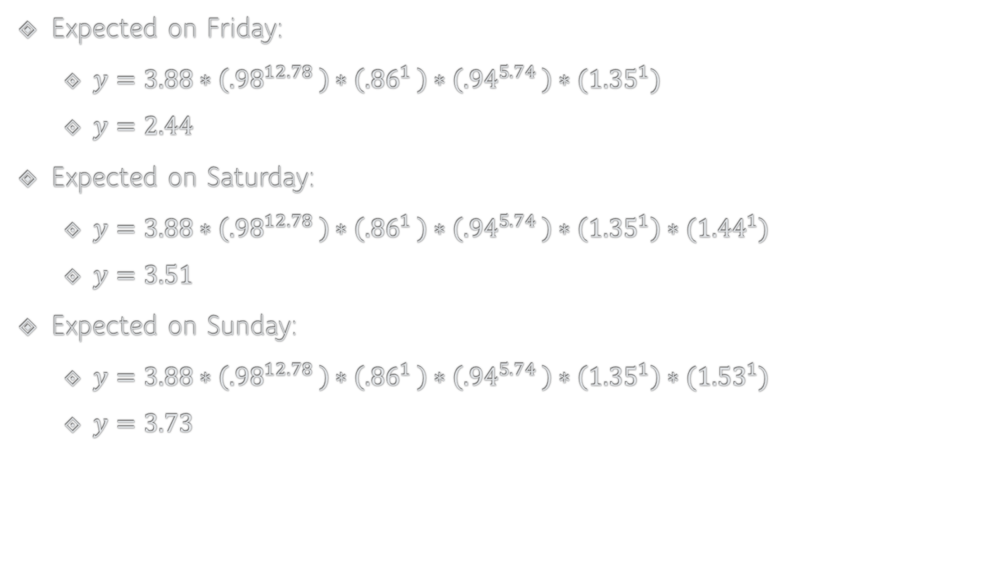 Expected on Friday:
y = 3.88 * (.98^12.78 ) * (.86^1 ) * (.94^5.74 ) * (1.35^1)
y = 2.44
Expected on Saturday:
y = 3.88 * (.98^12.78 ) * (.86^1 ) * (.94^5.74 ) * (1.35^1) * (1.44^1)
y = 3.51
Expected on Sunday:
y = 3.88 * (.98^12.78 ) * (.86^1 ) * (.94^5.74 ) * (1.35^1) * (1.53^1)
y = 3.73